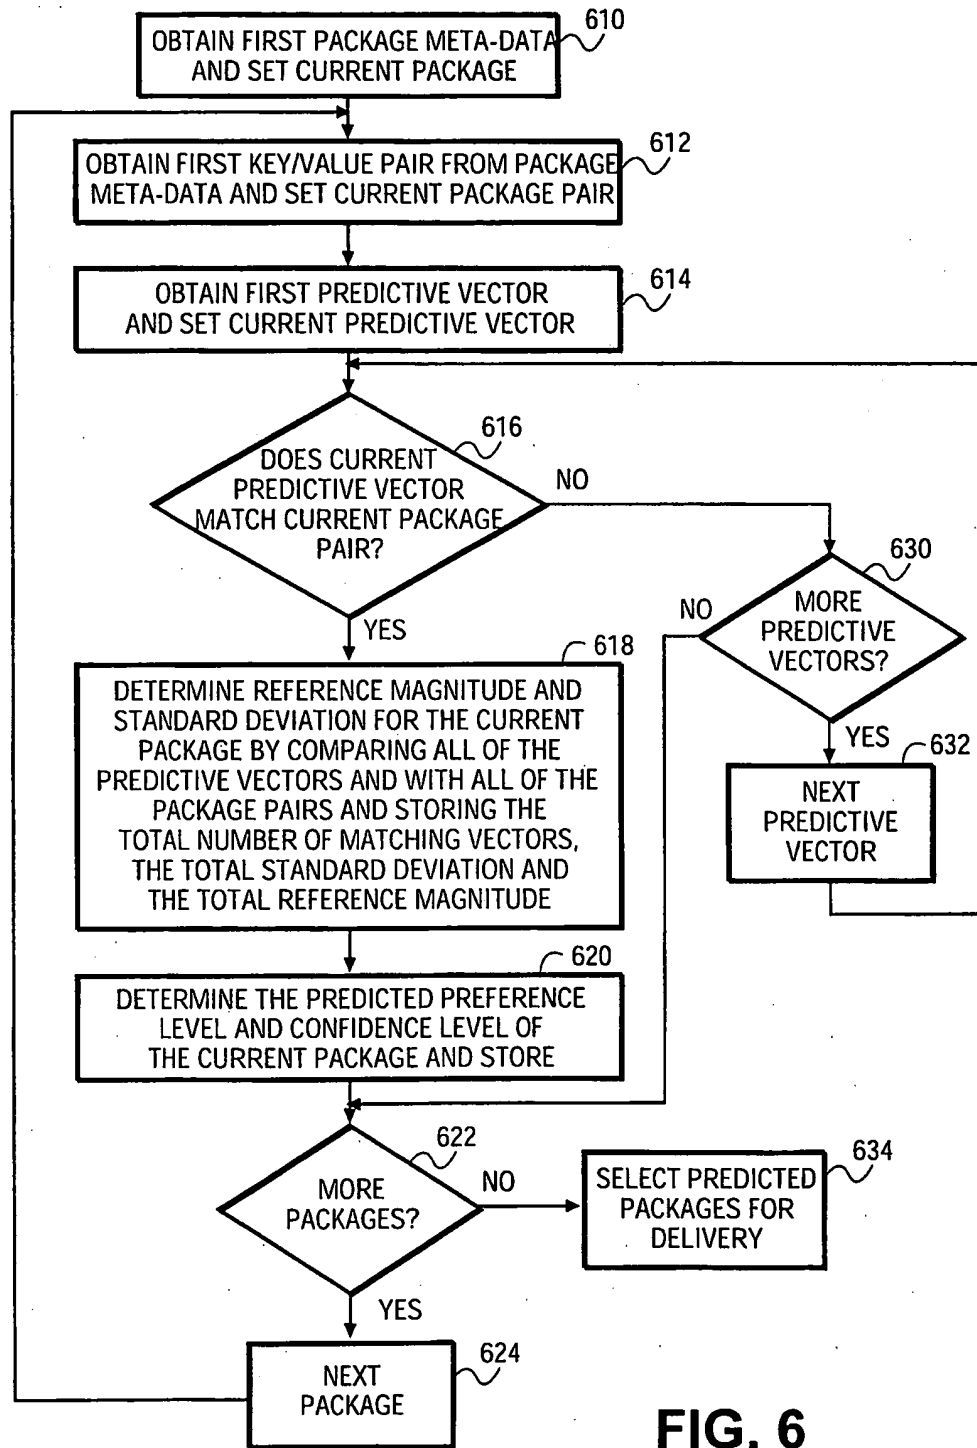 610
OBTAIN FIRST PACKAGE META-DATA
AND SET CURRENT PACKAGE
612
OBTAIN FIRST KEY/VALUE PAIR FROM PACKAGE
META-DATA AND SET CURRENT PACKAGE PAIR
614
OBTAIN FIRST PREDICTIVE VECTOR
AND SET CURRENT PREDICTIVE VECTOR
616
DOES CURRENT
PREDICTIVE VECTOR
MATCH CURRENT PACKAGE
PAIR?
NO
YES
630
MORE
PREDICTIVE
VECTORS?
NO
YES
632
NEXT
PREDICTIVE
VECTOR
618
DETERMINE REFERENCE MAGNITUDE AND
STANDARD DEVIATION FOR THE CURRENT
PACKAGE BY COMPARING ALL OF THE
PREDICTIVE VECTORS AND WITH ALL OF THE
PACKAGE PAIRS AND STORING THE
TOTAL NUMBER OF MATCHING VECTORS,
THE TOTAL STANDARD DEVIATION AND
THE TOTAL REFERENCE MAGNITUDE
620
DETERMINE THE PREDICTED PREFERENCE
LEVEL AND CONFIDENCE LEVEL OF
THE CURRENT PACKAGE AND STORE
622
MORE
PACKAGES?
NO
YES
634
SELECT PREDICTED
PACKAGES FOR
DELIVERY
624
NEXT
PACKAGE
FIG. 6